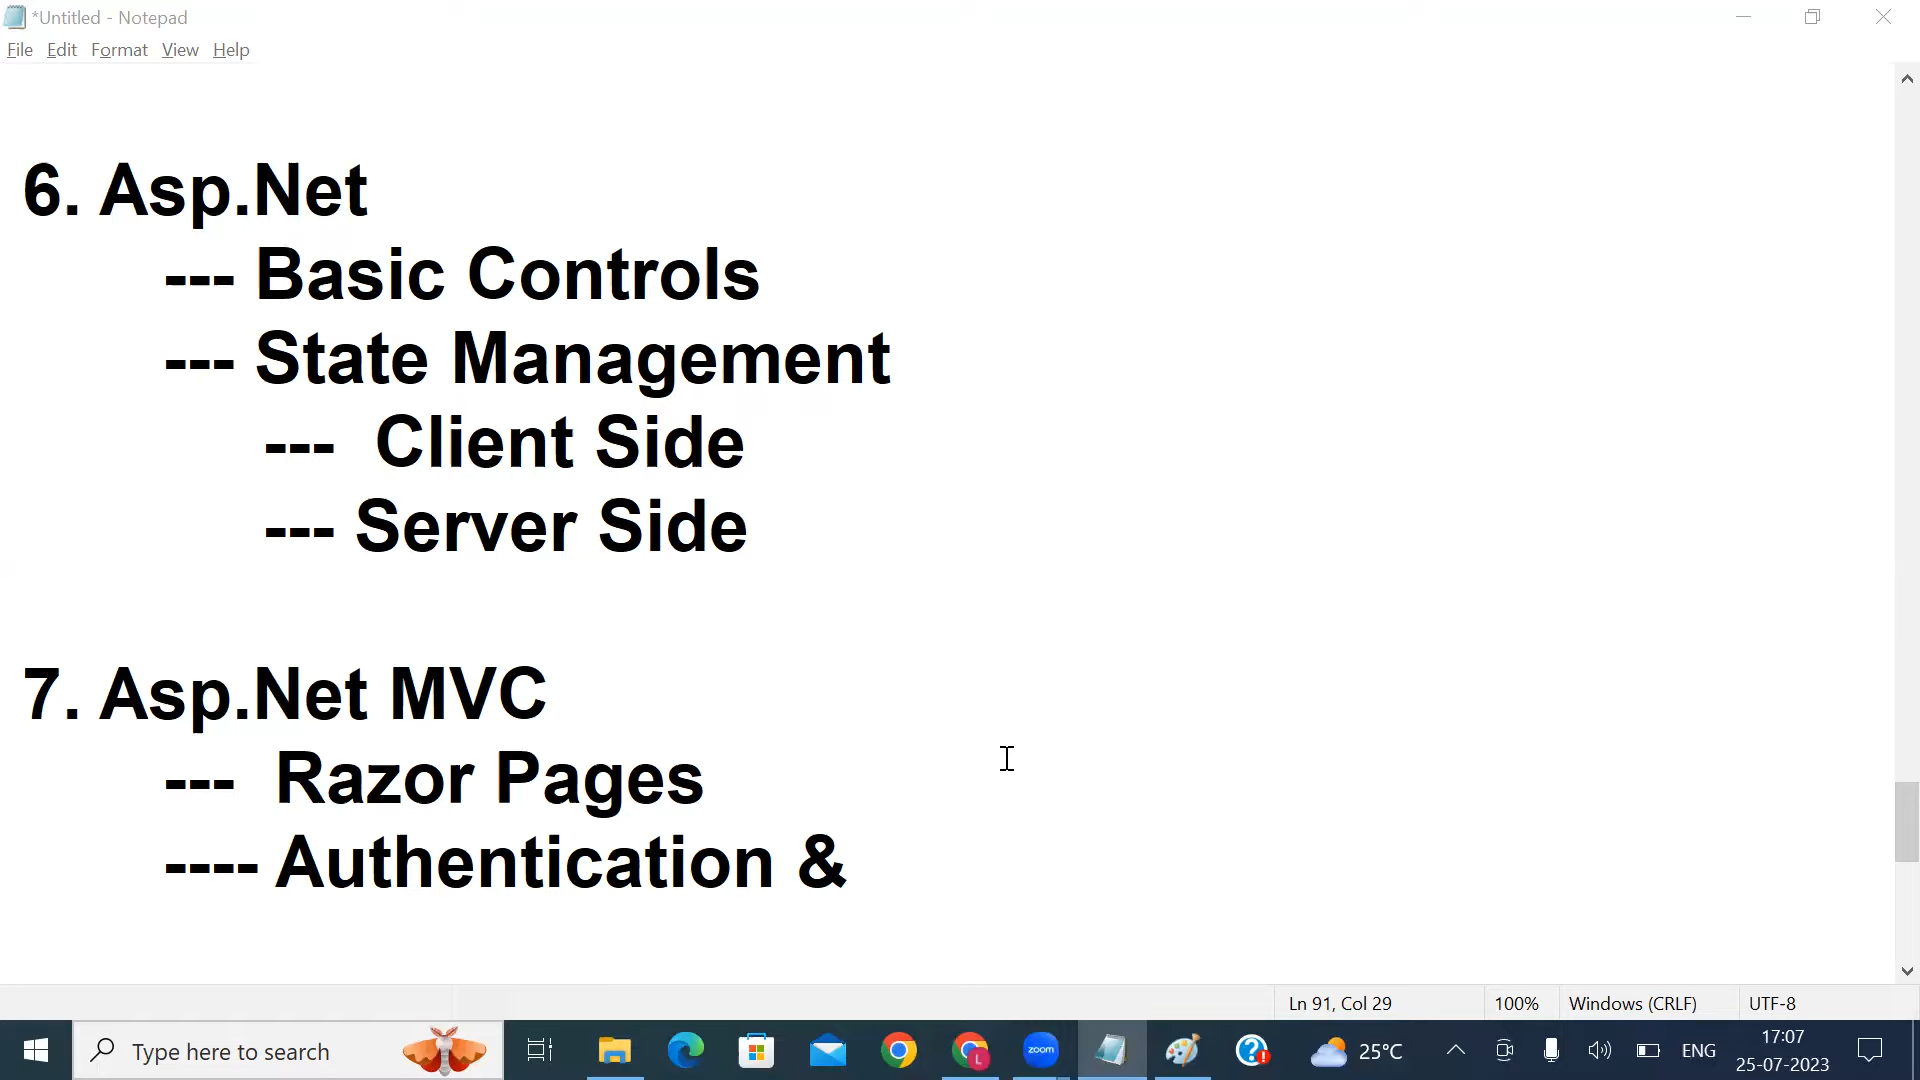 *Untitled - Notepad
File Edit Format View Help
6. Asp.Net
--- Basic Controls
--- State Management
--- Client Side
--- Server Side
7. Asp.Net MVC
--- Razor Pages
---- Authentication &
Ln 91, Col 29 100% Windows (CRLF) UTF-8
Type here to search zoom L 25°C ENG 17:07
25-07-2023